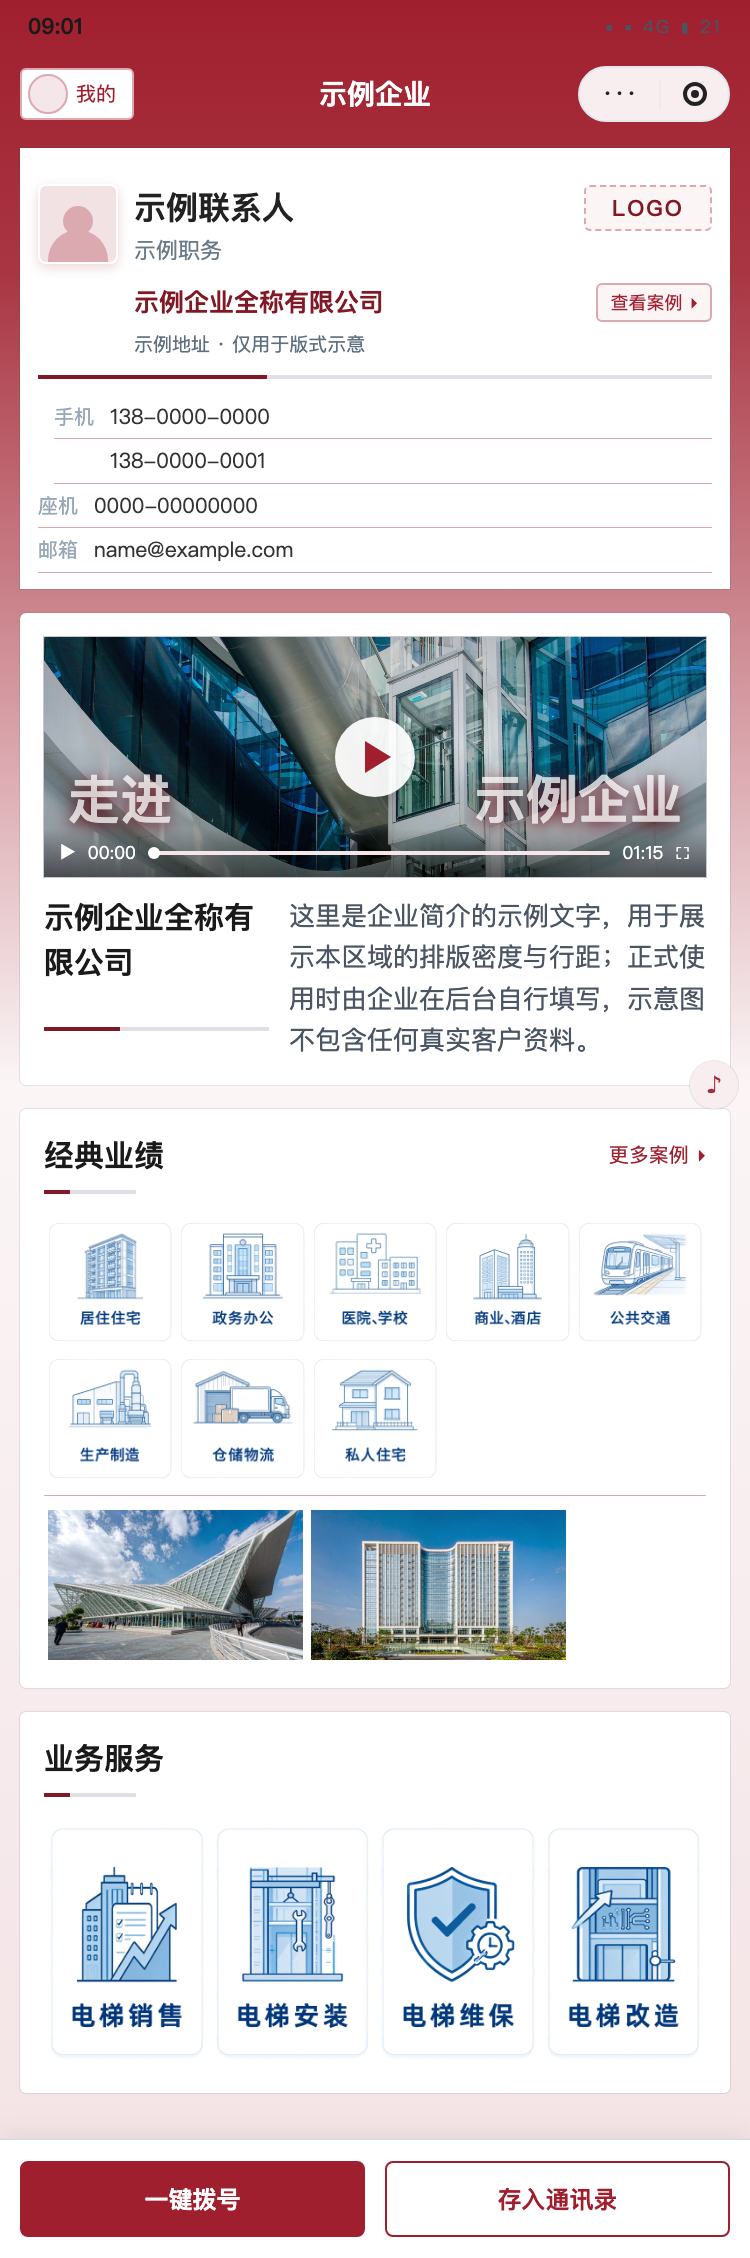 09:01
4G 21
我的
示例企业
示例联系人
LOGO
示例职务
示例企业全称有限公司
查看案例
示例地址 · 仅用于版式示意
手机 138-0000-0000
138-0000-0001
座机 0000-00000000
邮箱 name@example.com
走进 示例企业
00:00 01:15
示例企业全称有
限公司
这里是企业简介的示例文字，用于展
示本区域的排版密度与行距；正式使
用时由企业在后台自行填写，示意图
不包含任何真实客户资料。
经典业绩
更多案例
居住住宅 政务办公 医院、学校 商业、酒店 公共交通
生产制造 仓储物流 私人住宅
业务服务
电梯销售 电梯安装 电梯维保 电梯改造
一键拨号 存入通讯录